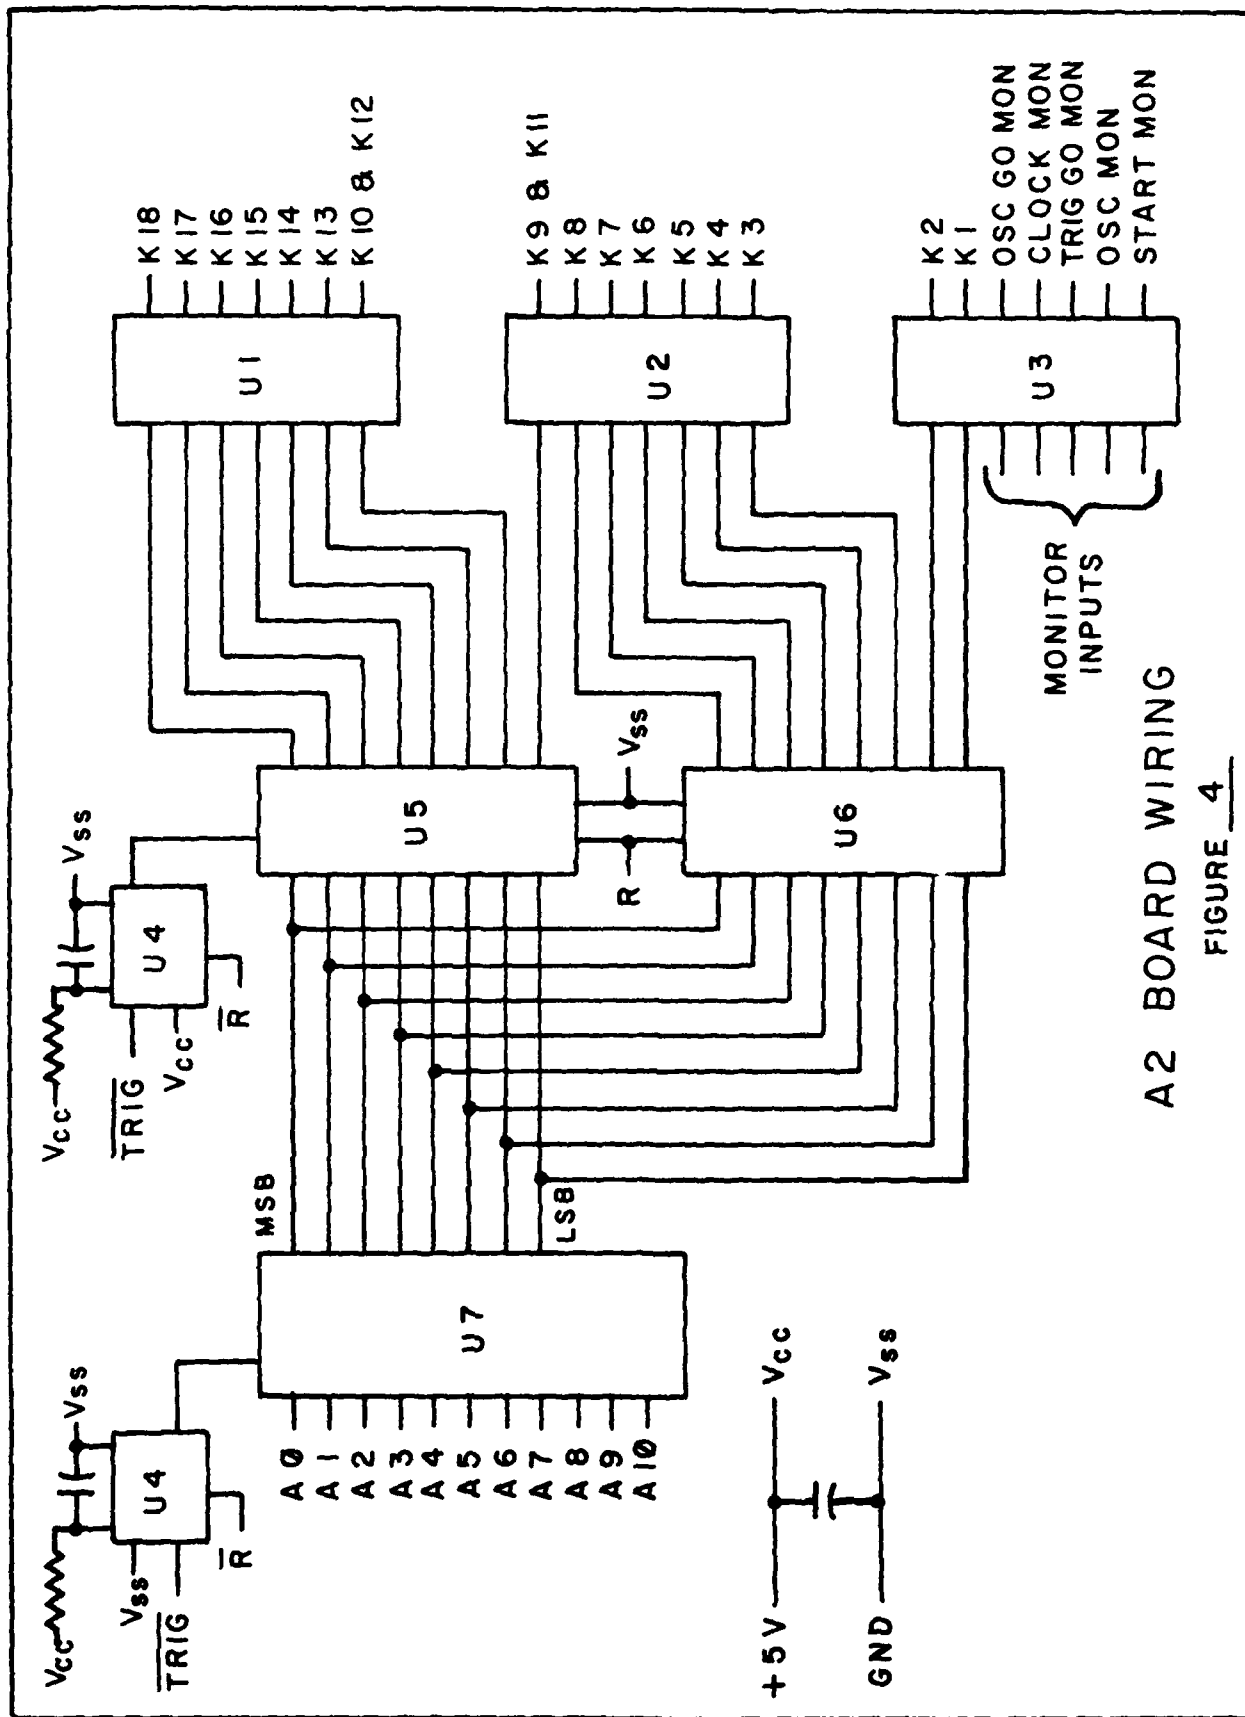 VCC
VSS
VSS
TRIG
U4
R
VCC
VSS
TRIG
VCC
U4
R
A0
A1
A2
A3
A4
A5
A6
A7
A8
A9
A10
U7
MSB
LSB
U5
R
VSS
U6
U1
K18
K17
K16
K15
K14
K13
K10 & K12
U2
K9 & K11
K8
K7
K6
K5
K4
K3
U3
K2
K1
OSC GO MON
CLOCK MON
TRIG GO MON
OSC MON
START MON
MONITOR
INPUTS
+5V
VCC
GND
VSS
A2 BOARD WIRING
FIGURE 4